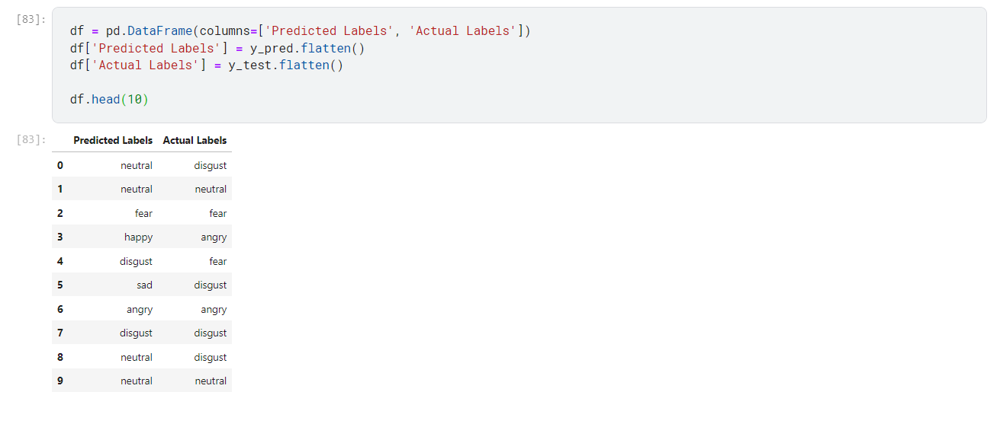 [83]:
df = pd.DataFrame(columns=['Predicted Labels', 'Actual Labels'])
df['Predicted Labels'] = y_pred.flatten()
df['Actual Labels'] = y_test.flatten()
df.head(10)
[83]:
Predicted Labels Actual Labels
0 neutral disgust
1 neutral neutral
2 fear fear
3 happy angry
4 disgust fear
5 sad disgust
6 angry angry
7 disgust disgust
8 neutral disgust
9 neutral neutral